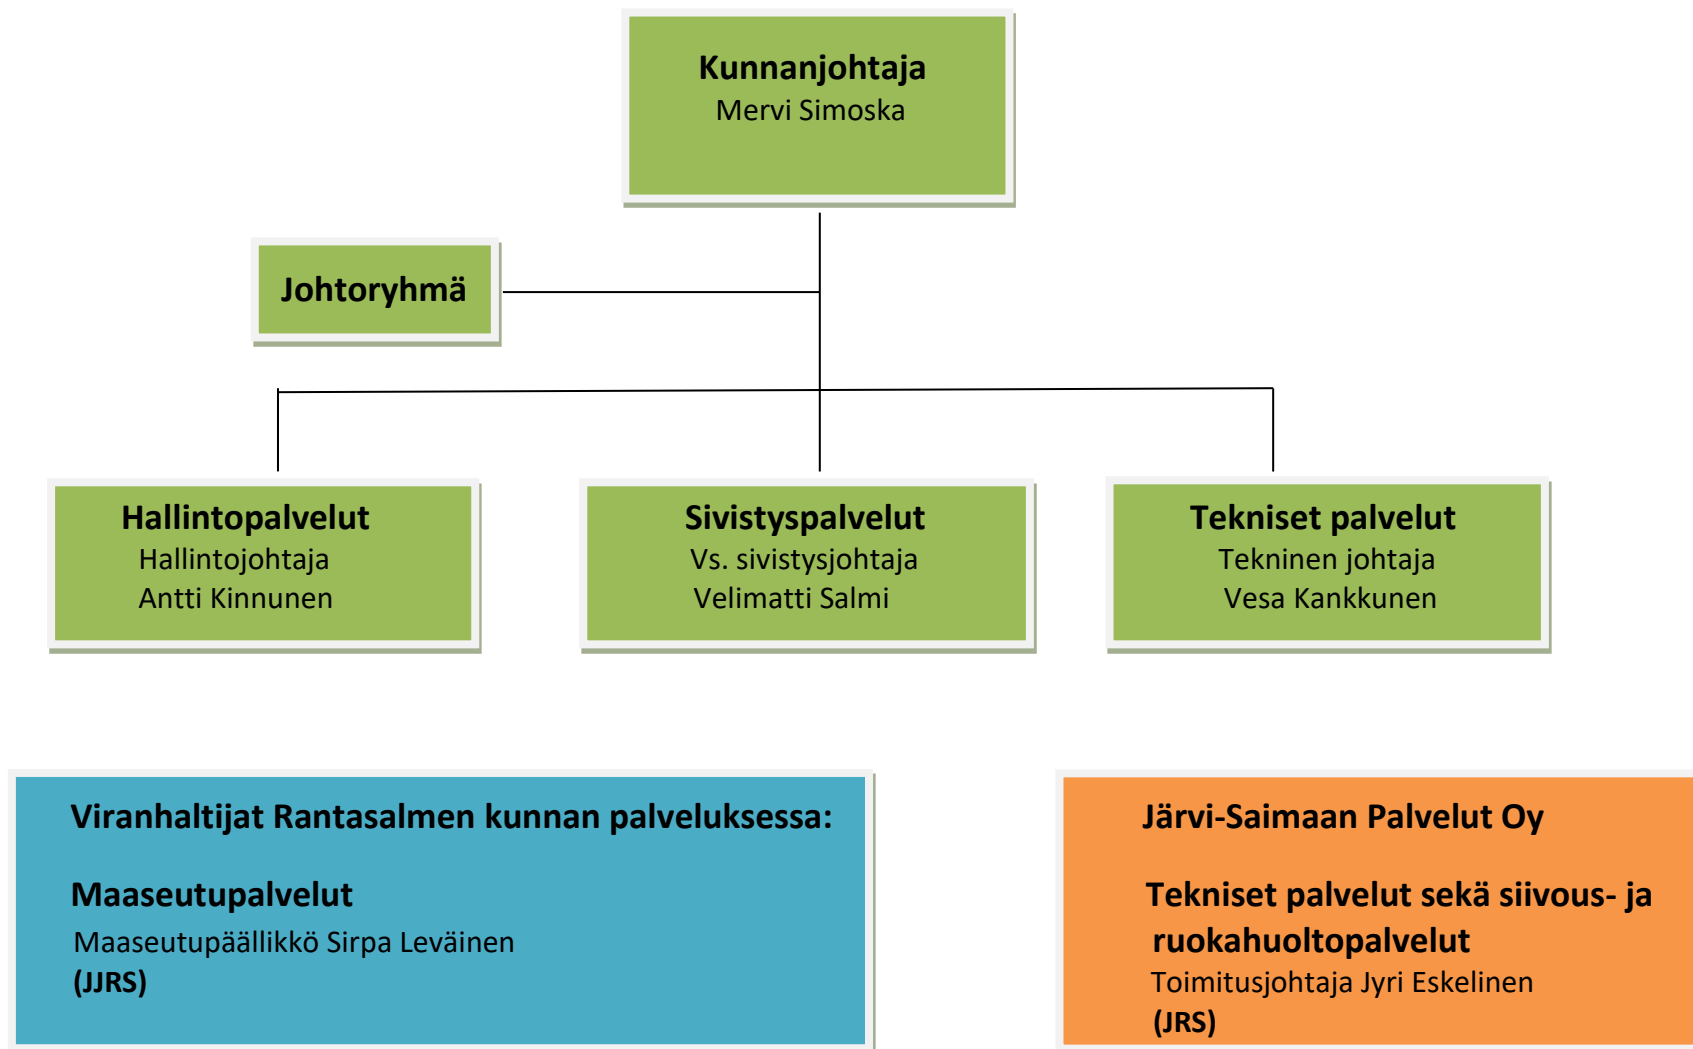 Kunnanjohtaja
Mervi Simoska
Johtoryhmä
Hallintopalvelut
Hallintojohtaja
Antti Kinnunen
Sivistyspalvelut
Vs. sivistysjohtaja
Velimatti Salmi
Tekniset palvelut
Tekninen johtaja
Vesa Kankkunen
Viranhaltijat Rantasalmen kunnan palveluksessa:
Maaseutupalvelut
Maaseutupäällikkö Sirpa Leväinen
(JJRS)
Järvi-Saimaan Palvelut Oy
Tekniset palvelut sekä siivous- ja
ruokahuoltopalvelut
Toimitusjohtaja Jyri Eskelinen
(JRS)